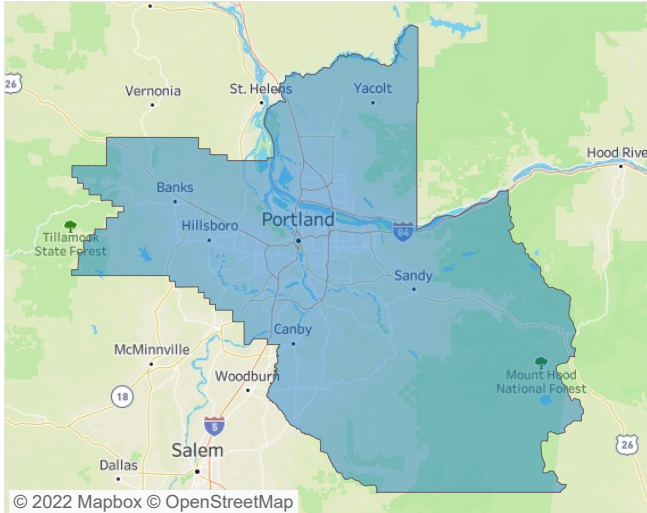 26
Vernonia
St. Helens
Yacolt
Hood Rive
Banks
Portland
Hillsboro
84
Tillamook
State Forest
Sandy
Canby
McMinnville
Mount Hood
National Forest
Woodburn
18
5
26
Salem
Dallas
© 2022 Mapbox © OpenStreetMap